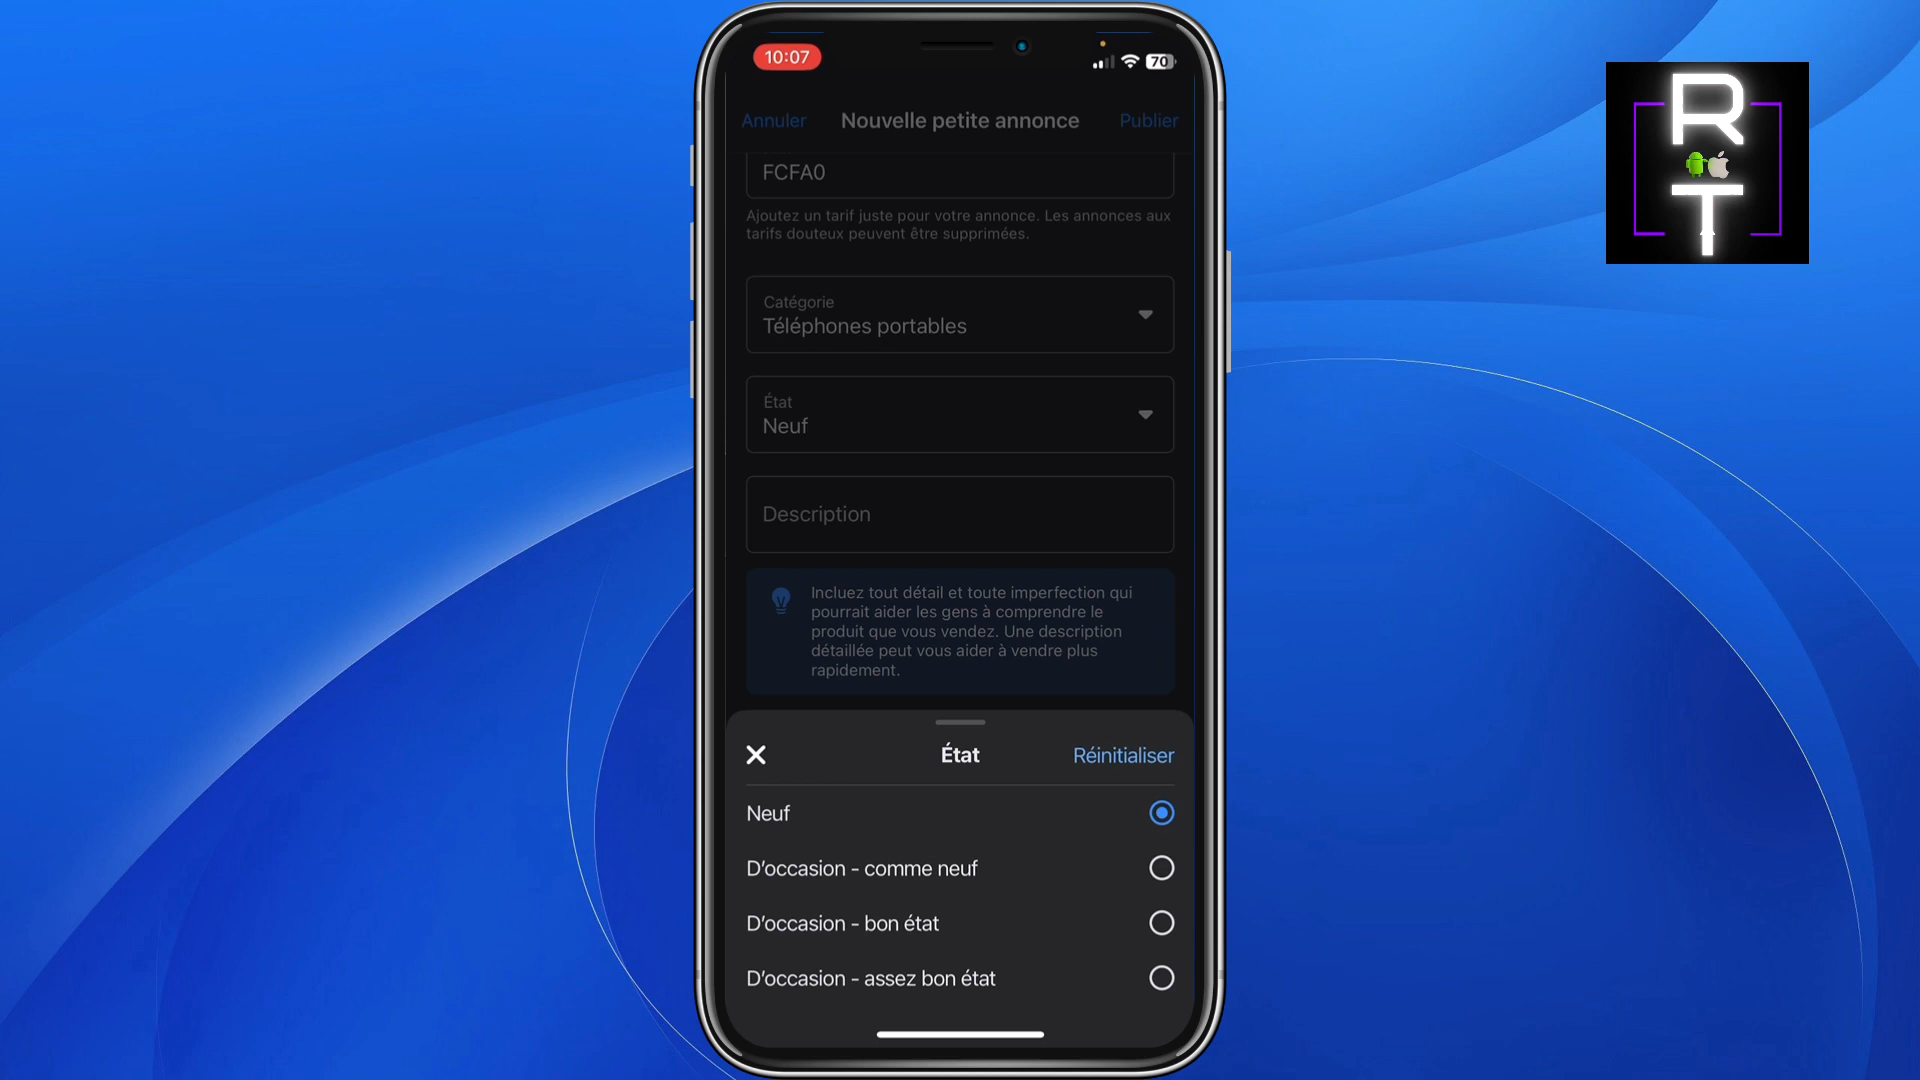 10:07
70
R
T
Annuler
Nouvelle petite annonce
Publier
FCFA0
Ajoutez un tarif juste pour votre annonce. Les annonces aux
tarifs douteux peuvent être supprimées.
Catégorie
Téléphones portables
État
Neuf
Description
Incluez tout détail et toute imperfection qui
pourrait aider les gens à comprendre le
produit que vous vendez. Une description
détaillée peut vous aider à vendre plus
rapidement.
État
Réinitialiser
Neuf
D’occasion - comme neuf
D’occasion - bon état
D’occasion - assez bon état